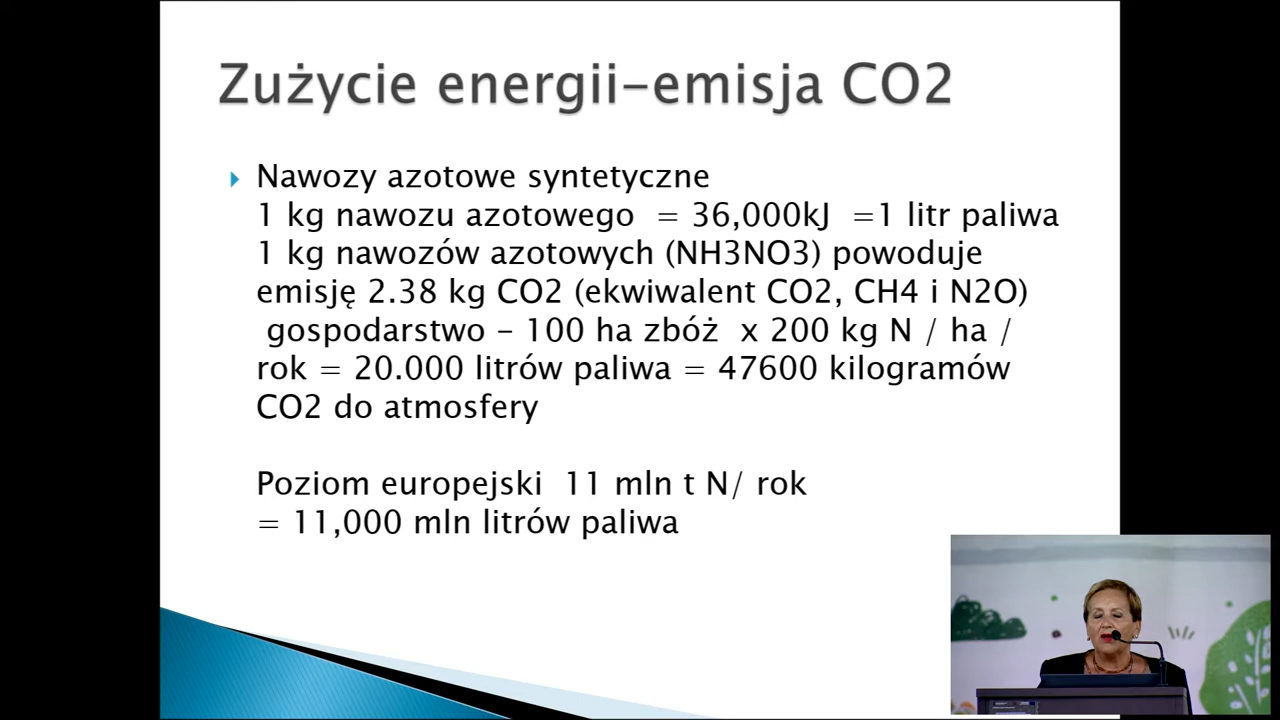 Zużycie energii-emisja CO2
Nawozy azotowe syntetyczne
1 kg nawozu azotowego = 36,000kJ =1 litr paliwa
1 kg nawozów azotowych (NH3NO3) powoduje
emisję 2.38 kg CO2 (ekwiwalent CO2, CH4 i N2O)
gospodarstwo - 100 ha zbóż x 200 kg N / ha /
rok = 20.000 litrów paliwa = 47600 kilogramów
CO2 do atmosfery
Poziom europejski 11 mln t N/ rok
= 11,000 mln litrów paliwa